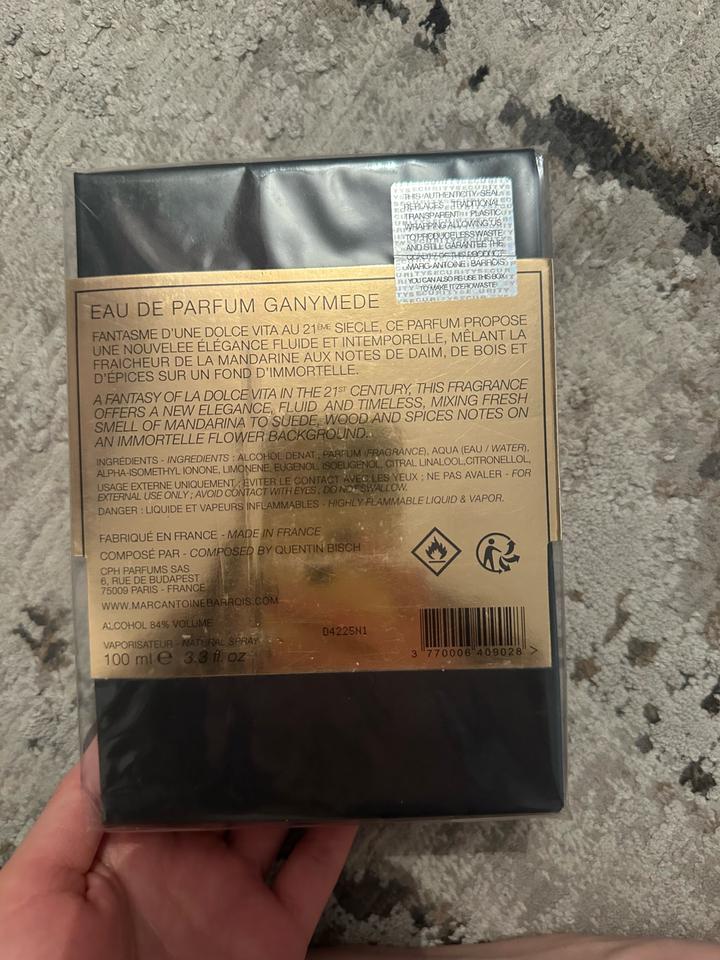 THIS AUTHENTICITY SEAL
REPLACES TRADITIONAL
TRANSPARENT PLASTIC
WRAPPING ALLOWING US
TO PRODUCE LESS WASTE
AND STILL GARANTEE THE
QUALITY OF THIS PRODUCT
MARC-ANTOINE BARROIS
YOU CAN ALSO RE-USE THIS BOX
TO MAKE IT ZERO WASTE
EAU DE PARFUM GANYMEDE
FANTASME D'UNE DOLCE VITA AU 21ÈME SIECLE, CE PARFUM PROPOSE
UNE NOUVELEE ÉLÉGANCE FLUIDE ET INTEMPORELLE, MÊLANT LA
FRAICHEUR DE LA MANDARINE AUX NOTES DE DAIM, DE BOIS ET
D'ÉPICES SUR UN FOND D'IMMORTELLE.
A FANTASY OF LA DOLCE VITA IN THE 21ST CENTURY, THIS FRAGRANCE
OFFERS A NEW ELEGANCE, FLUID AND TIMELESS, MIXING FRESH
SMELL OF MANDARINA TO SUEDE, WOOD AND SPICES NOTES ON
AN IMMORTELLE FLOWER BACKGROUND.
INGRÉDIENTS - INGREDIENTS : ALCOHOL DENAT., PARFUM (FRAGRANCE), AQUA (EAU / WATER),
ALPHA-ISOMETHYL IONONE, LIMONENE, EUGENOL, ISOEUGENOL, CITRAL LINALOOL,CITRONELLOL,
USAGE EXTERNE UNIQUEMENT ; ÉVITER LE CONTACT AVEC LES YEUX ; NE PAS AVALER - FOR
EXTERNAL USE ONLY ; AVOID CONTACT WITH EYES ; DO NOT SWALLOW.
DANGER : LIQUIDE ET VAPEURS INFLAMMABLES - HIGHLY FLAMMABLE LIQUID & VAPOR.
FABRIQUÉ EN FRANCE - MADE IN FRANCE
COMPOSÉ PAR - COMPOSED BY QUENTIN BISCH
CPH PARFUMS SAS
6, RUE DE BUDAPEST
75009 PARIS - FRANCE
WWW.MARCANTOINEBARROIS.COM
ALCOHOL 84% VOLUME
VAPORISATEUR - NATURAL SPRAY
100 ml e 3.3 fl. oz
D4225N1
3 770006 409028 >